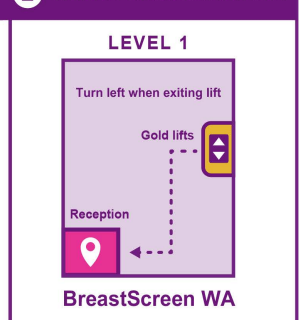 LEVEL 1
Turn left when exiting lift
Gold lifts
Reception
BreastScreen WA